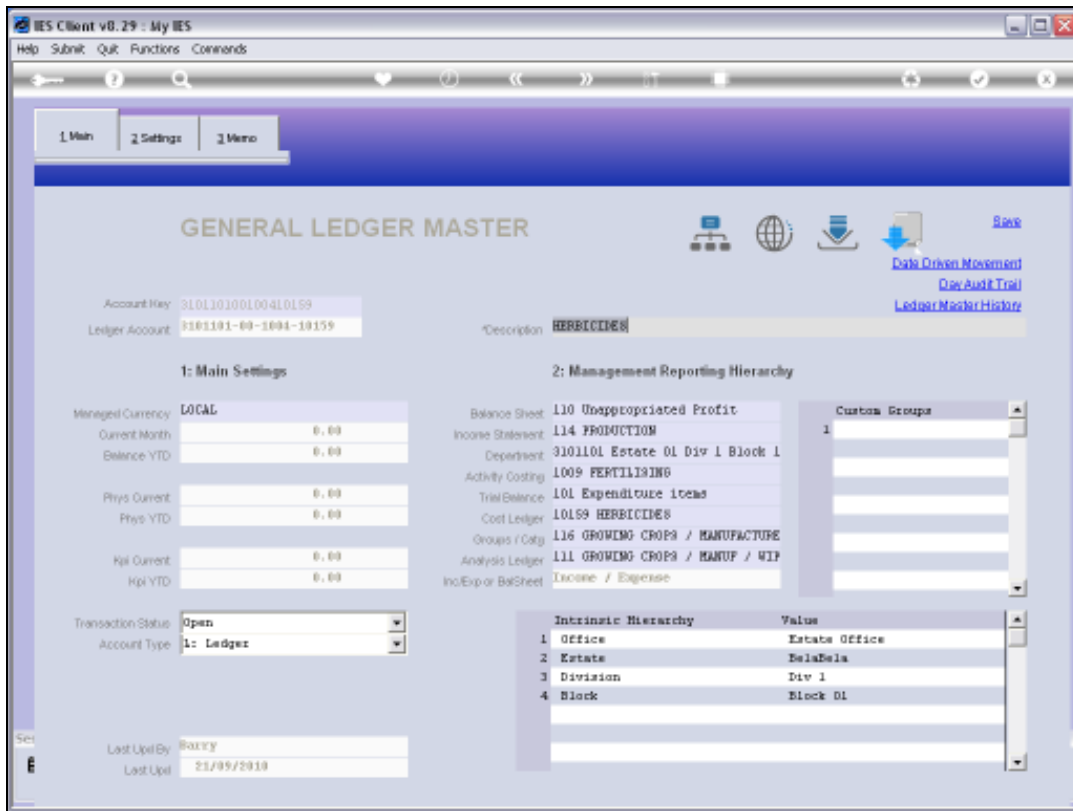 IES Client v8.29 : My IES
Help Submit Quit Functions Commands
1 Main
2 Settings
3 Memo
GENERAL LEDGER MASTER
Save
Date Driven Movement
Day Audit Trail
Ledger Master History
Account Key 310110100100410159
Ledger Account 3101101-00-1004-10159
*Description HERBICIDES
1: Main Settings
2: Management Reporting Hierarchy
Managed Currency LOCAL
Current Month 0.00
Balance YTD 0.00
Phys Current 0.00
Phys YTD 0.00
Kpi Current 0.00
Kpi YTD 0.00
Balance Sheet 110 Unappropriated Profit
Income Statement 114 PRODUCTION
Department 3101101 Estate 01 Div 1 Block 1
Activity Costing 1009 FERTILISING
Trial Balance 101 Expenditure items
Cost Ledger 10159 HERBICIDES
Groups / Catg 116 GROWING CROPS / MANUFACTURE
Analysis Ledger 111 GROWING CROPS / MANUF / WIP
Inc/Exp or BalSheet Income / Expense
Custom Groups
1
Transaction Status Open
Account Type L: Ledger
Intrinsic Hierarchy Value
1 Office Estate Office
2 Estate BelaBela
3 Division Div 1
4 Block Block 01
Last Upd By Barry
Last Upd 21/09/2010